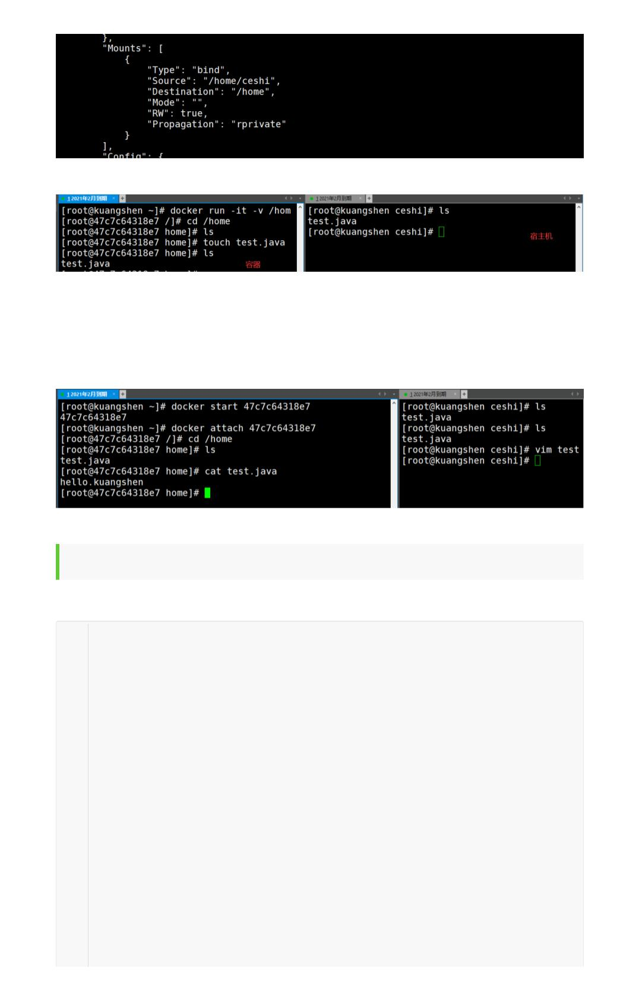 },
"Mounts": [
{
"Type": "bind",
"Source": "/home/ceshi",
"Destination": "/home",
"Mode": "",
"RW": true,
"Propagation": "rprivate"
}
],
"Config": {
1 2021年2月到期 × +
[root@kuangshen ~]# docker run -it -v /hom
[root@47c7c64318e7 /]# cd /home
[root@47c7c64318e7 home]# ls
[root@47c7c64318e7 home]# touch test.java
[root@47c7c64318e7 home]# ls
test.java
容器
1 2021年2月到期 × +
[root@kuangshen ceshi]# ls
test.java
[root@kuangshen ceshi]#
宿主机
1 2021年2月到期 × +
[root@kuangshen ~]# docker start 47c7c64318e7
47c7c64318e7
[root@kuangshen ~]# docker attach 47c7c64318e7
[root@47c7c64318e7 /]# cd /home
[root@47c7c64318e7 home]# ls
test.java
[root@47c7c64318e7 home]# cat test.java
hello.kuangshen
[root@47c7c64318e7 home]#
1 2021年2月到期 × +
[root@kuangshen ceshi]# ls
test.java
[root@kuangshen ceshi]# ls
test.java
[root@kuangshen ceshi]# vim test
[root@kuangshen ceshi]#